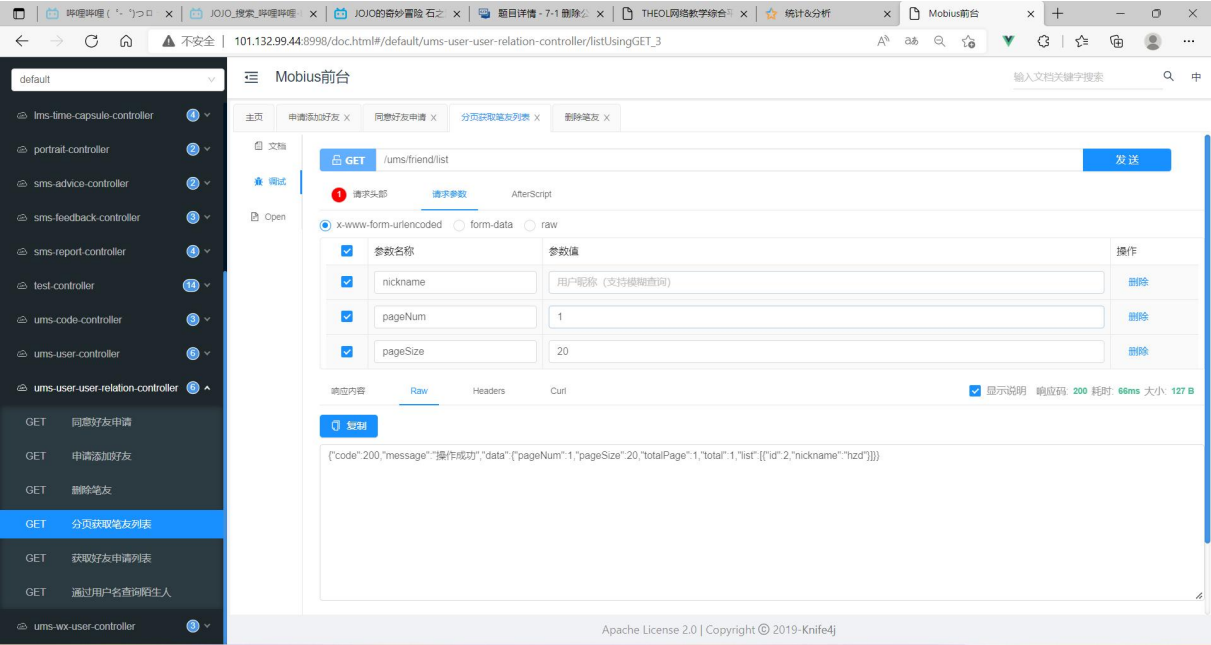 哔哩哔哩 ( ゜- ゜)つロ
JOJO_搜索_哔哩哔哩
JOJO的奇妙冒险 石之
题目详情 - 7-1 删除公
THEOL网络教学综合平
统计&分析
Mobius前台
不安全 101.132.99.44:8998/doc.html#/default/ums-user-user-relation-controller/listUsingGET_3
default
lms-time-capsule-controller 4
portrait-controller 2
sms-advice-controller 2
sms-feedback-controller 3
sms-report-controller 4
test-controller 14
ums-code-controller 3
ums-user-controller 6
ums-user-user-relation-controller 6
GET 同意好友申请
GET 申请添加好友
GET 删除笔友
GET 分页获取笔友列表
GET 获取好友申请列表
GET 通过用户名查询陌生人
ums-wx-user-controller 3
Mobius前台
输入文档关键字搜索 中
主页 申请添加好友 同意好友申请 分页获取笔友列表 删除笔友
文档
调试
Open
GET /ums/friend/list 发送
1 请求头部 请求参数 AfterScript
x-www-form-urlencoded form-data raw
参数名称 参数值 操作
nickname 用户昵称（支持模糊查询） 删除
pageNum 1 删除
pageSize 20 删除
响应内容 Raw Headers Curl 显示说明 响应码: 200 耗时: 66ms 大小: 127 B
复制
{"code":200,"message":"操作成功","data":{"pageNum":1,"pageSize":20,"totalPage":1,"total":1,"list":[{"id":2,"nickname":"hzd"}]}}
Apache License 2.0 | Copyright © 2019-Knife4j